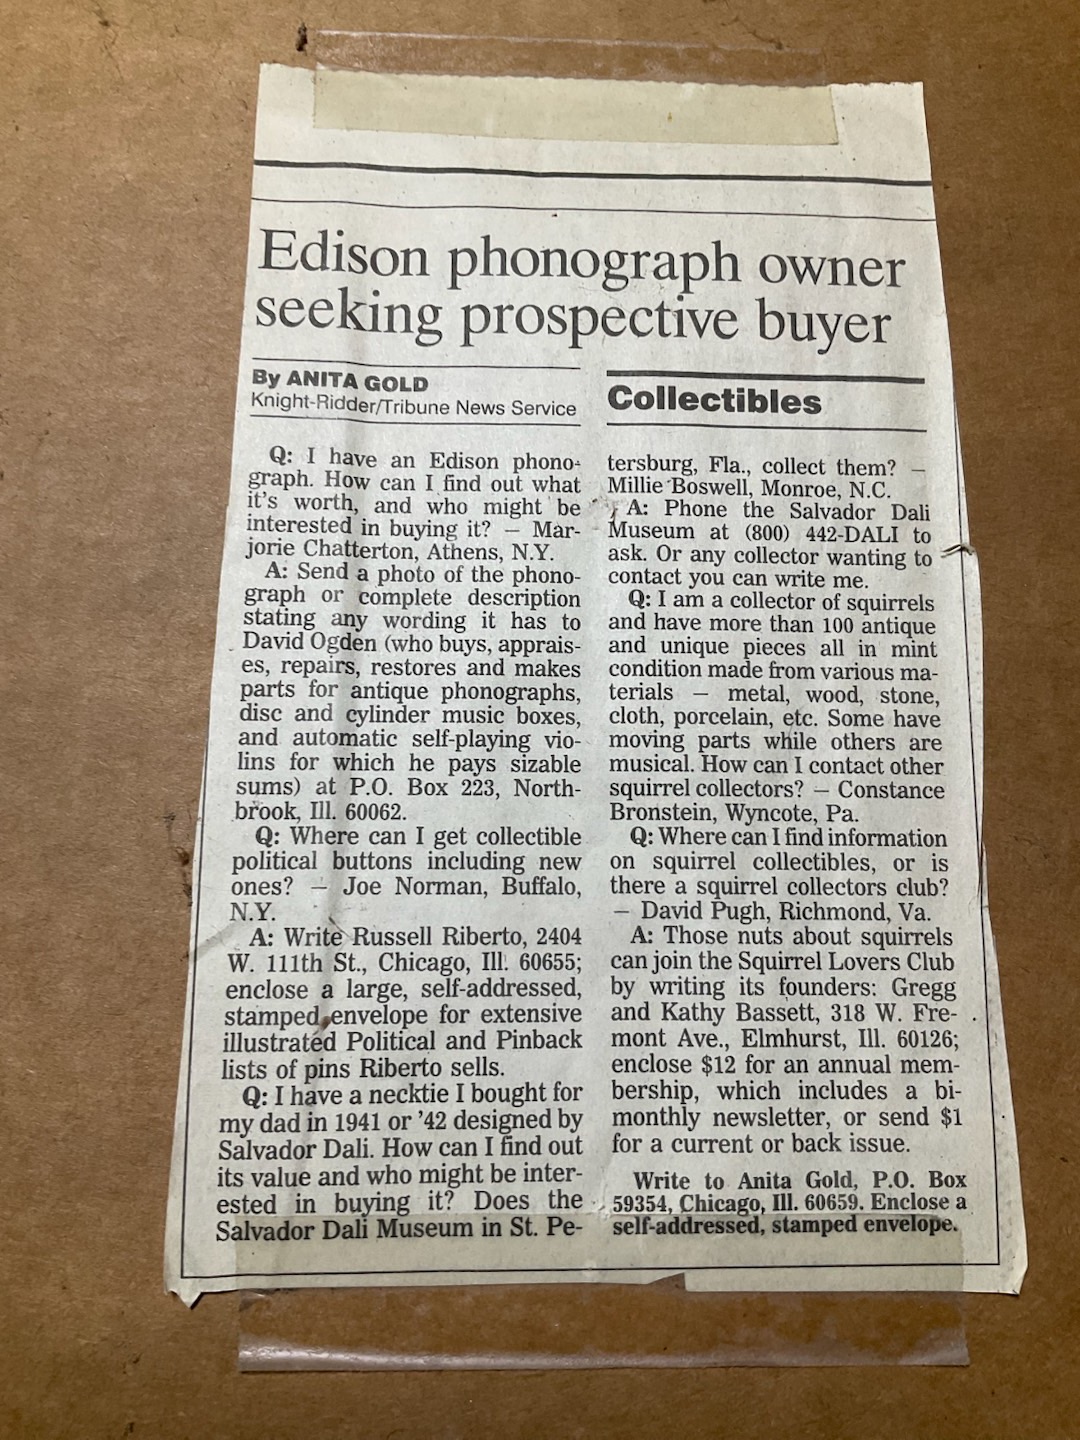 Edison phonograph owner
seeking prospective buyer
By ANITA GOLD
Knight-Ridder/Tribune News Service
Collectibles
Q: I have an Edison phono-
graph. How can I find out what
it's worth, and who might be
interested in buying it? — Mar-
jorie Chatterton, Athens, N.Y.
A: Send a photo of the phono-
graph or complete description
stating any wording it has to
David Ogden (who buys, apprais-
es, repairs, restores and makes
parts for antique phonographs,
disc and cylinder music boxes,
and automatic self-playing vio-
lins for which he pays sizable
sums) at P.O. Box 223, North-
brook, Ill. 60062.
Q: Where can I get collectible
political buttons including new
ones? — Joe Norman, Buffalo,
N.Y.
A: Write Russell Riberto, 2404
W. 111th St., Chicago, Ill. 60655;
enclose a large, self-addressed,
stamped envelope for extensive
illustrated Political and Pinback
lists of pins Riberto sells.
Q: I have a necktie I bought for
my dad in 1941 or '42 designed by
Salvador Dali. How can I find out
its value and who might be inter-
ested in buying it? Does the
Salvador Dali Museum in St. Pe-
tersburg, Fla., collect them? —
Millie Boswell, Monroe, N.C.
A: Phone the Salvador Dali
Museum at (800) 442-DALI to
ask. Or any collector wanting to
contact you can write me.
Q: I am a collector of squirrels
and have more than 100 antique
and unique pieces all in mint
condition made from various ma-
terials — metal, wood, stone,
cloth, porcelain, etc. Some have
moving parts while others are
musical. How can I contact other
squirrel collectors? — Constance
Bronstein, Wyncote, Pa.
Q: Where can I find information
on squirrel collectibles, or is
there a squirrel collectors club?
— David Pugh, Richmond, Va.
A: Those nuts about squirrels
can join the Squirrel Lovers Club
by writing its founders: Gregg
and Kathy Bassett, 318 W. Fre-
mont Ave., Elmhurst, Ill. 60126;
enclose $12 for an annual mem-
bership, which includes a bi-
monthly newsletter, or send $1
for a current or back issue.
Write to Anita Gold, P.O. Box
59354, Chicago, Ill. 60659. Enclose a
self-addressed, stamped envelope.